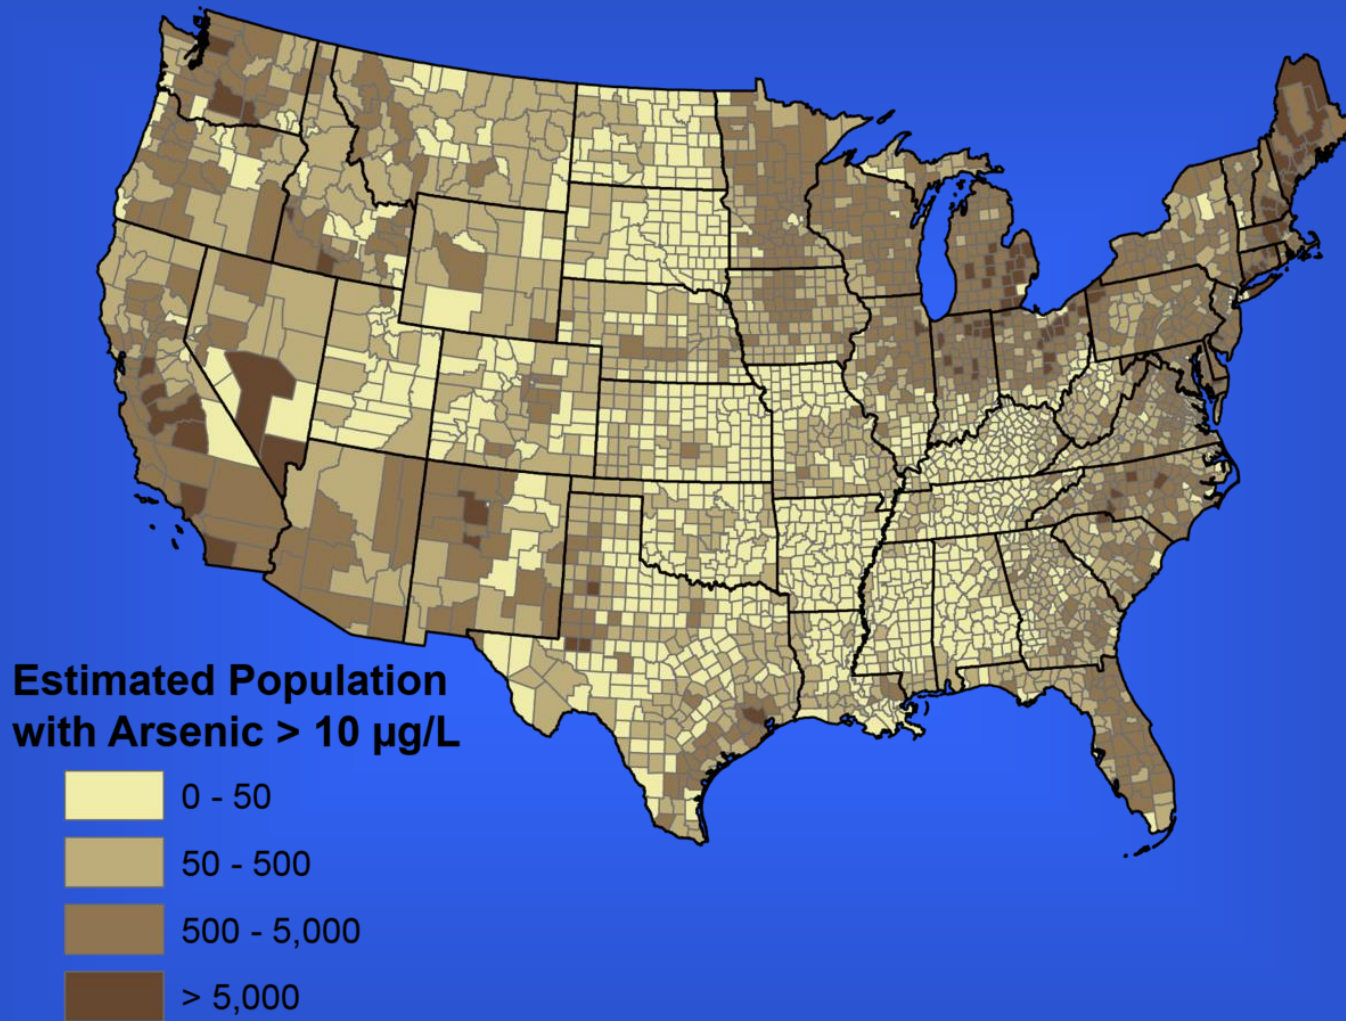 Estimated Population
with Arsenic > 10 µg/L
0 - 50
50 - 500
500 - 5,000
> 5,000